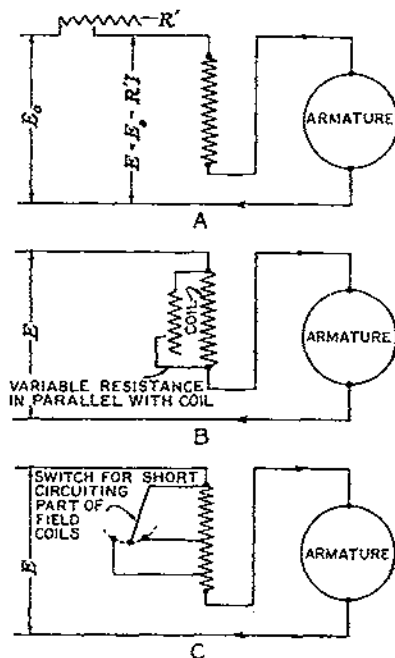 R'
E₀
E - E₀ - R'I
ARMATURE
A
E
COIL
ARMATURE
VARIABLE RESISTANCE
IN PARALLEL WITH COIL
B
SWITCH FOR SHORT
CIRCUITING
PART OF
FIELD
COILS
E
ARMATURE
C